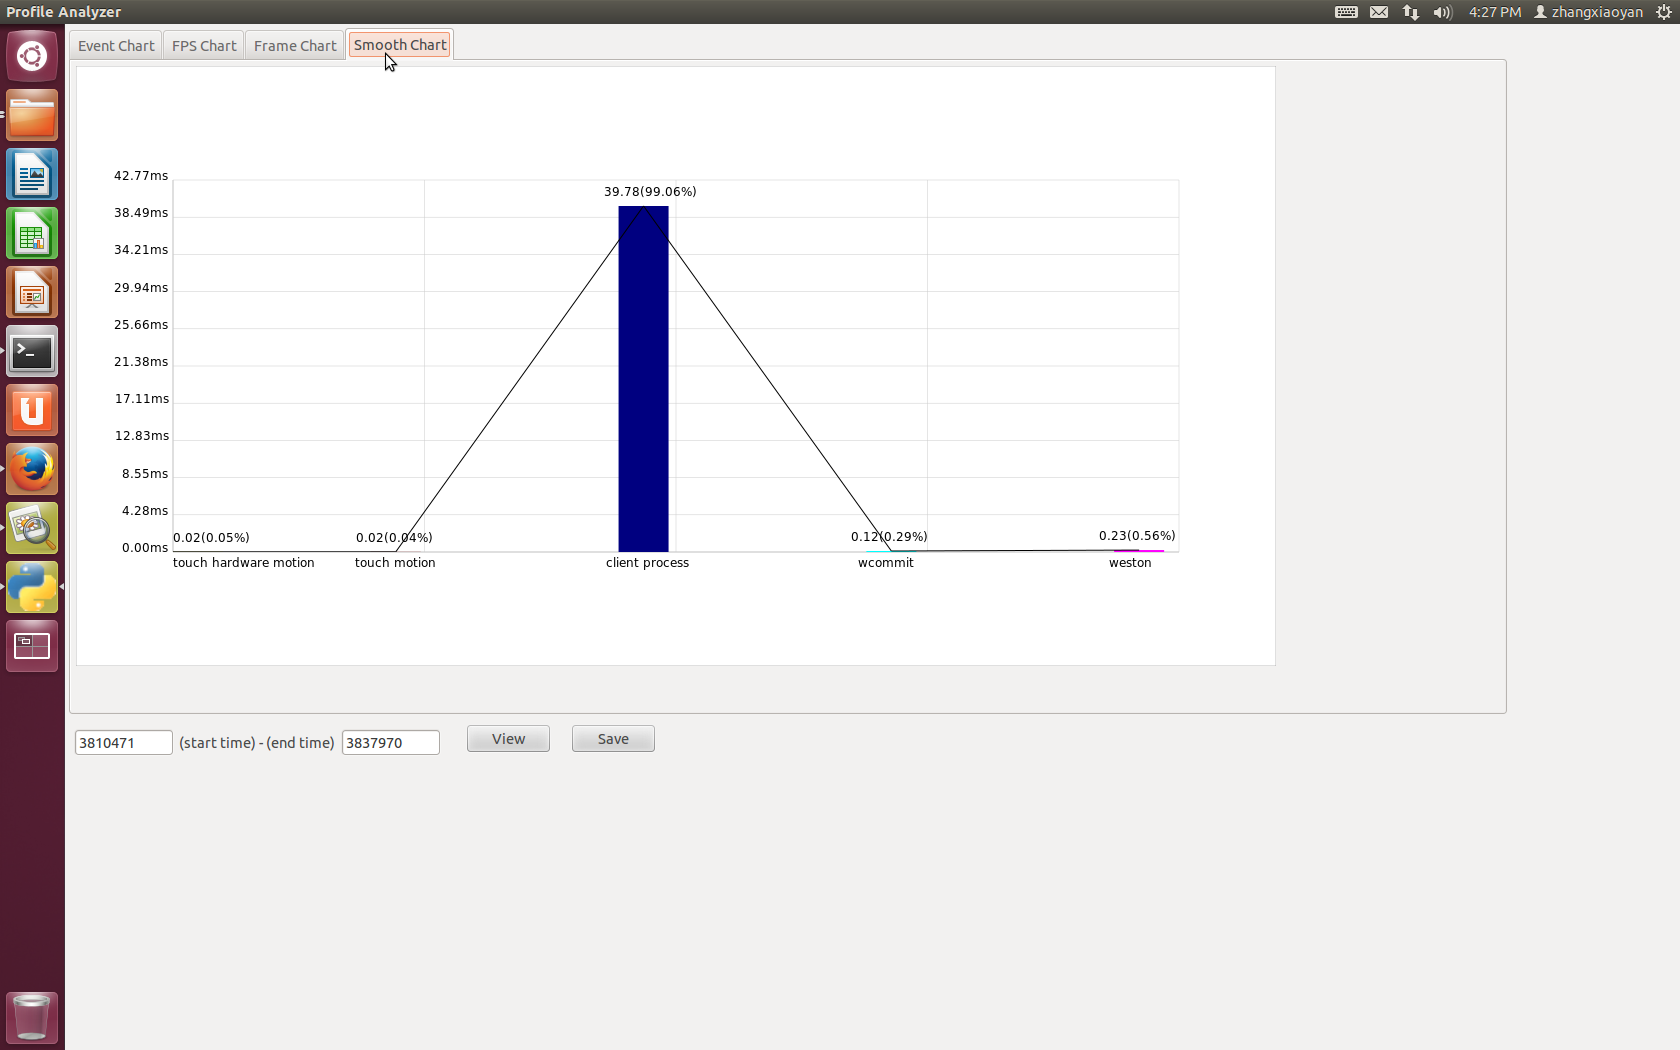 Profile Analyzer
4:27 PM zhangxiaoyan
Event Chart FPS Chart Frame Chart Smooth Chart
42.77ms
39.78(99.06%)
38.49ms
34.21ms
29.94ms
25.66ms
21.38ms
17.11ms
12.83ms
8.55ms
4.28ms
0.02(0.05%) 0.02(0.04%) 0.12(0.29%) 0.23(0.56%)
0.00ms
touch hardware motion touch motion client process wcommit weston
3810471 (start time) - (end time) 3837970 View Save